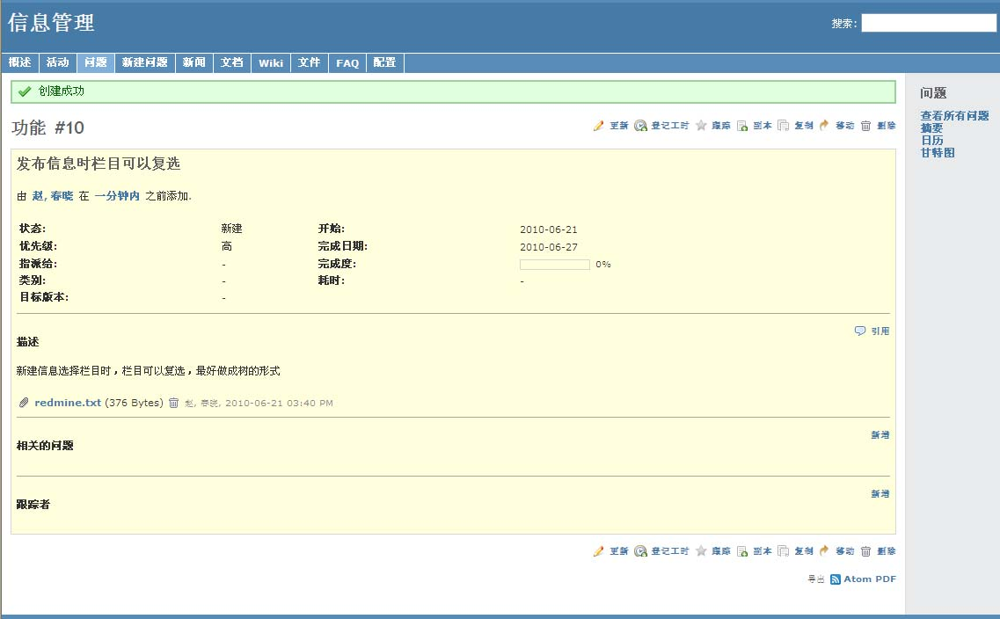 信息管理
搜索:
概述 活动 问题 新建问题 新闻 文档 Wiki 文件 FAQ 配置
创建成功
功能 #10
更新 登记工时 跟踪 副本 复制 移动 删除
问题
查看所有问题
摘要
日历
甘特图
发布信息时栏目可以复选
由 赵, 春晓 在 一分钟内 之前添加.
状态: 新建 开始: 2010-06-21
优先级: 高 完成日期: 2010-06-27
指派给: - 完成度: 0%
类别: - 耗时: -
目标版本: -
引用
描述
新建信息选择栏目时，栏目可以复选，最好做成树的形式
redmine.txt (376 Bytes) 赵, 春晓, 2010-06-21 03:40 PM
新增
相关的问题
新增
跟踪者
更新 登记工时 跟踪 副本 复制 移动 删除
导出 Atom PDF